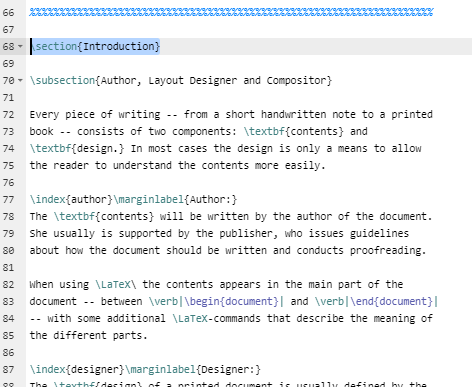 66 %%%%%%%%%%%%%%%%%%%%%%%%%%%%%%%%%%%%%%%%%%%%%%%%%%%%%%%%%%%%%%%%%%%
67
68 \section{Introduction}
69
70 \subsection{Author, Layout Designer and Compositor}
71
72 Every piece of writing -- from a short handwritten note to a printed
73 book -- consists of two components: \textbf{contents} and
74 \textbf{design.} In most cases the design is only a means to allow
75 the reader to understand the contents more easily.
76
77 \index{author}\marginlabel{Author:}
78 The \textbf{contents} will be written by the author of the document.
79 She usually is supported by the publisher, who issues guidelines
80 about how the document should be written and conducts proofreading.
81
82 When using \LaTeX\ the contents appears in the main part of the
83 document -- between \verb|\begin{document}| and \verb|\end{document}|
84 -- with some additional \LaTeX-commands that describe the meaning of
85 the different parts.
86
87 \index{designer}\marginlabel{Designer:}
88 The \textbf{design} of a printed document is usually defined by the